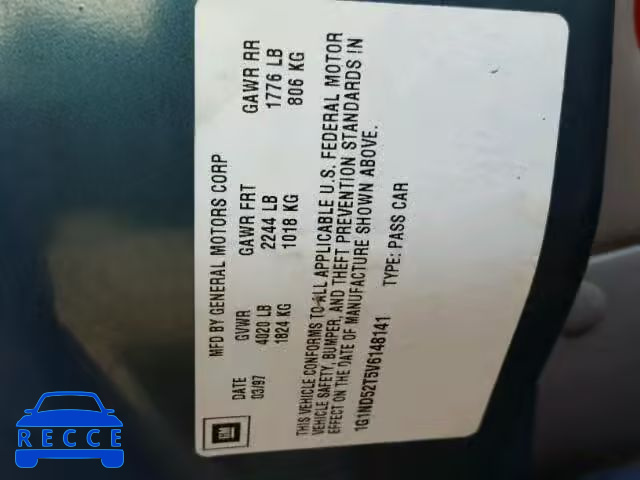 MFD BY GENERAL MOTORS CORP
DATE GVWR GAWR FRT GAWR RR
03/97 4020 LB 2244 LB 1776 LB
1824 KG 1018 KG 806 KG
THIS VEHICLE CONFORMS TO ALL APPLICABLE U.S. FEDERAL MOTOR
VEHICLE SAFETY, BUMPER, AND THEFT PREVENTION STANDARDS IN
EFFECT ON THE DATE OF MANUFACTURE SHOWN ABOVE.
1G1ND52T5V6148141 TYPE: PASS CAR
GM
RECCE